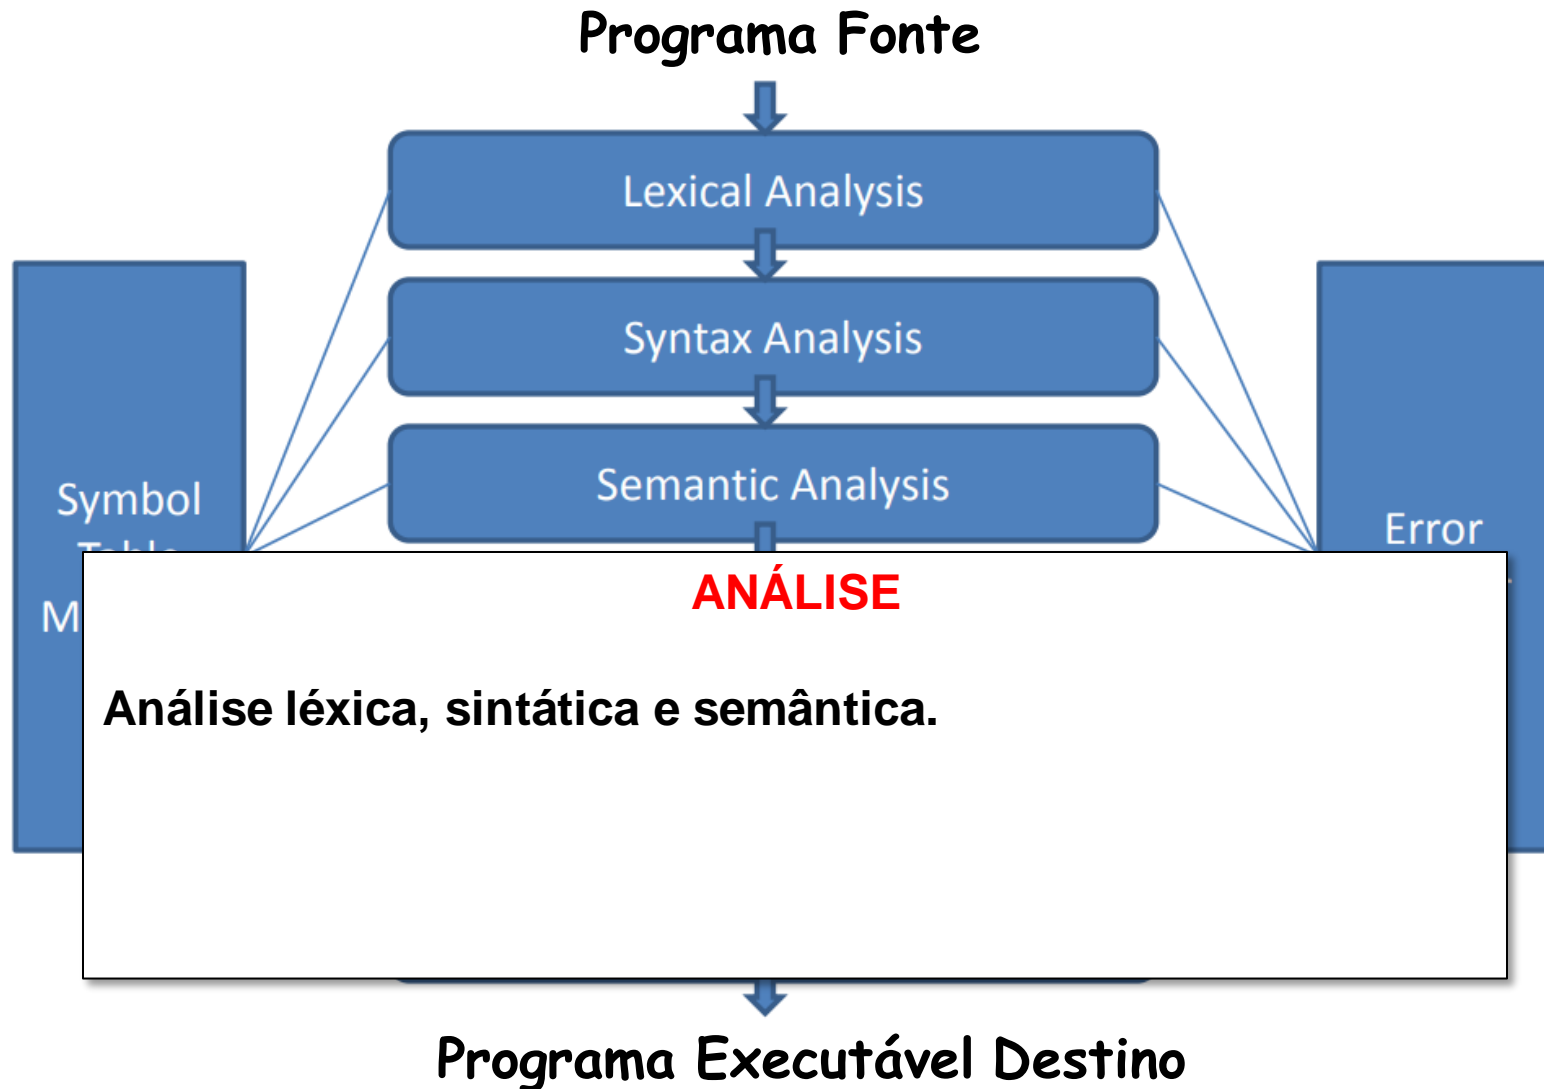 Programa Fonte
Lexical Analysis
Syntax Analysis
Semantic Analysis
Symbol
Error
ANÁLISE
Análise léxica, sintática e semântica.
Programa Executável Destino